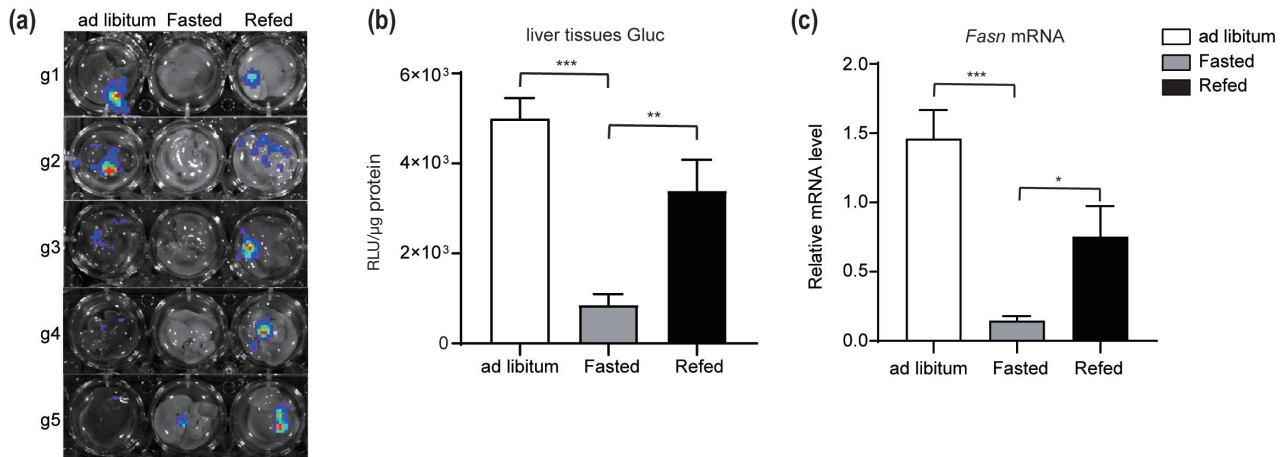 (a)
ad libitum Fasted Refed
g1
g2
g3
g4
g5
(b)
liver tissues Gluc
RLU/µg protein
6×10³
4×10³
2×10³
0
***
**
ad libitum Fasted Refed
(c)
Fasn mRNA
Relative mRNA level
2.0
1.5
1.0
0.5
0.0
***
*
ad libitum Fasted Refed
ad libitum
Fasted
Refed